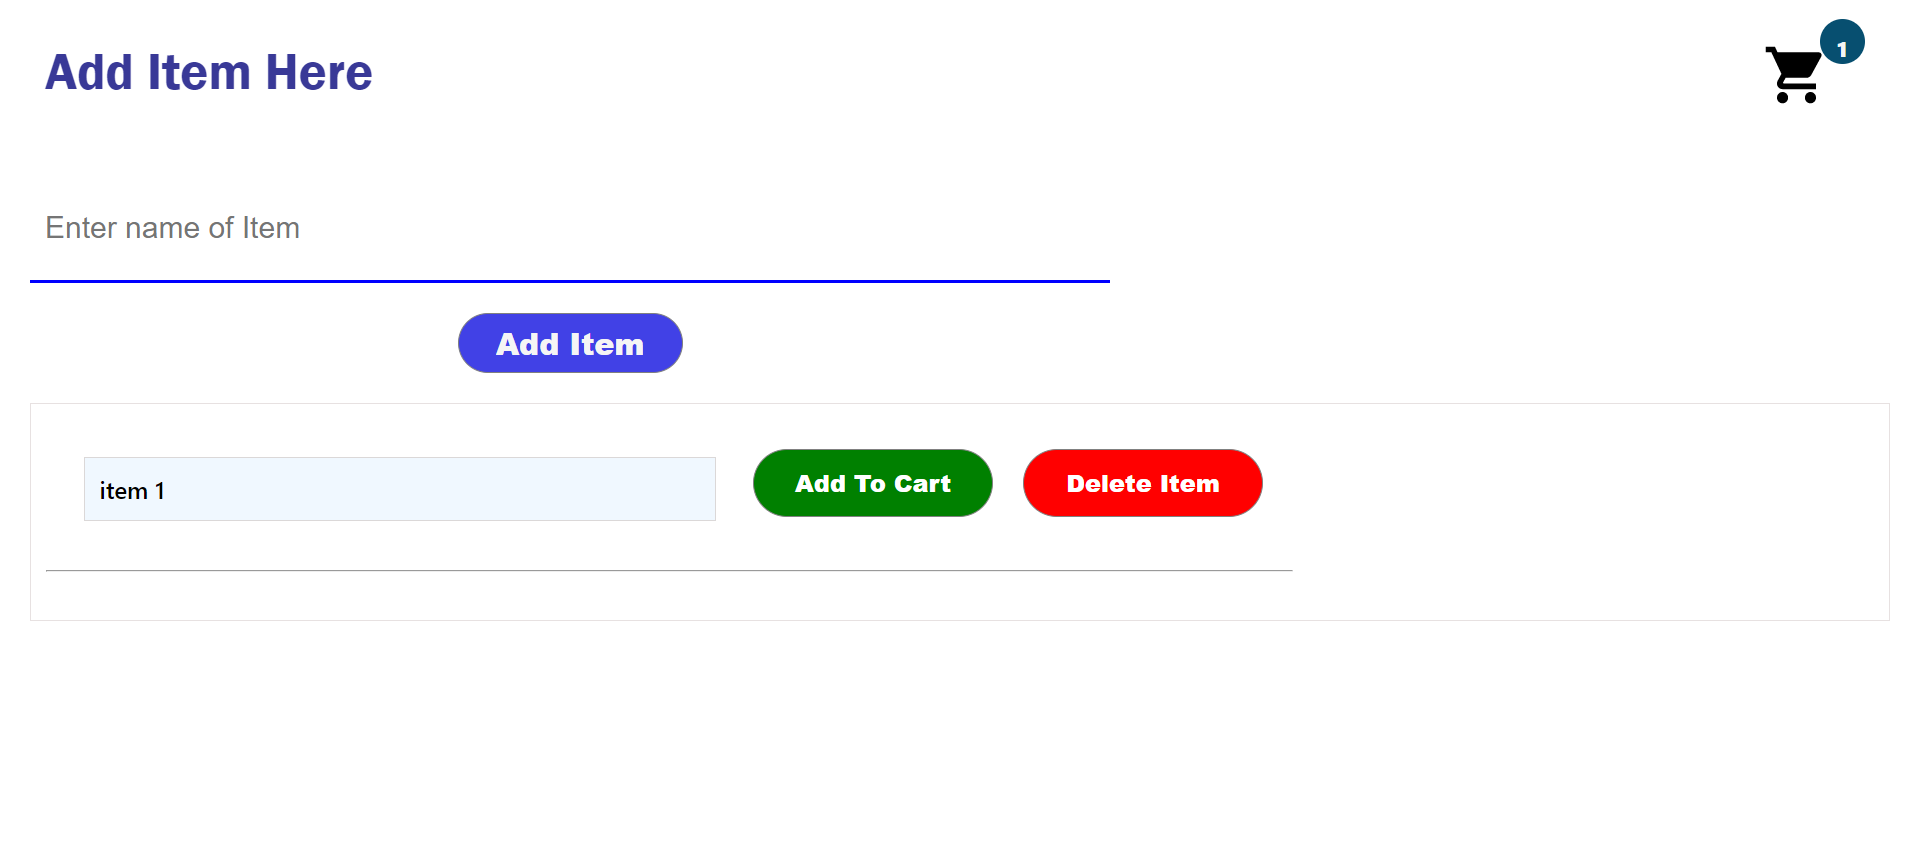 Add Item Here
1
Enter name of Item
Add Item
item 1
Add To Cart
Delete Item